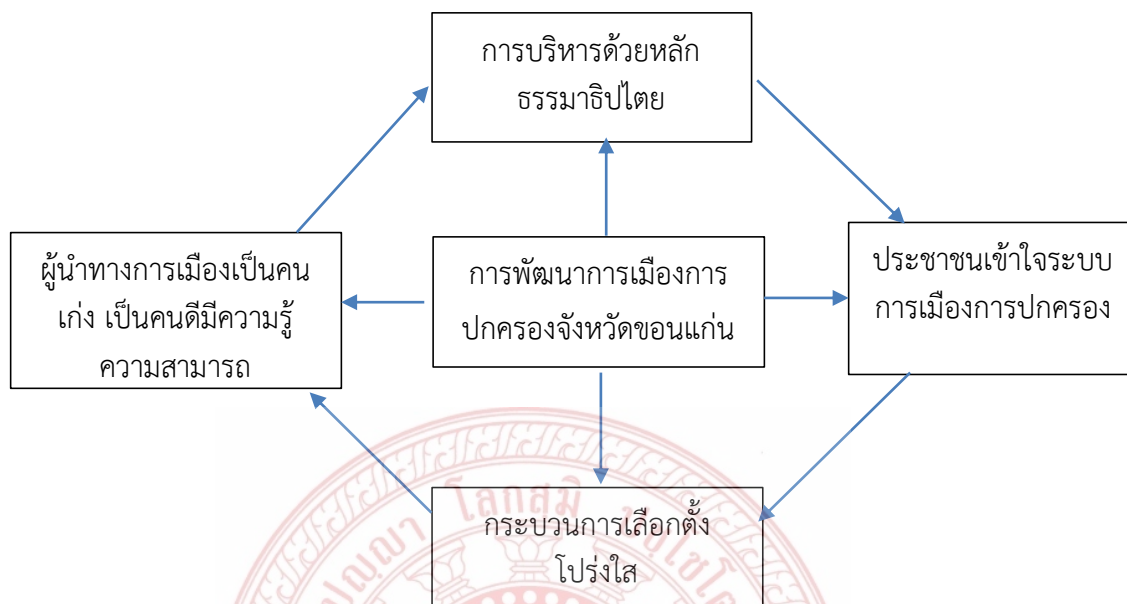 การบริหารด้วยหลัก
ธรรมาธิปไตย
ผู้นำทางการเมืองเป็นคน
เก่ง เป็นคนดีมีความรู้
ความสามารถ
การพัฒนาการเมืองการ
ปกครองจังหวัดขอนแก่น
ประชาชนเข้าใจระบบ
การเมืองการปกครอง
กระบวนการเลือกตั้ง
โปร่งใส
โลกสฺมิ